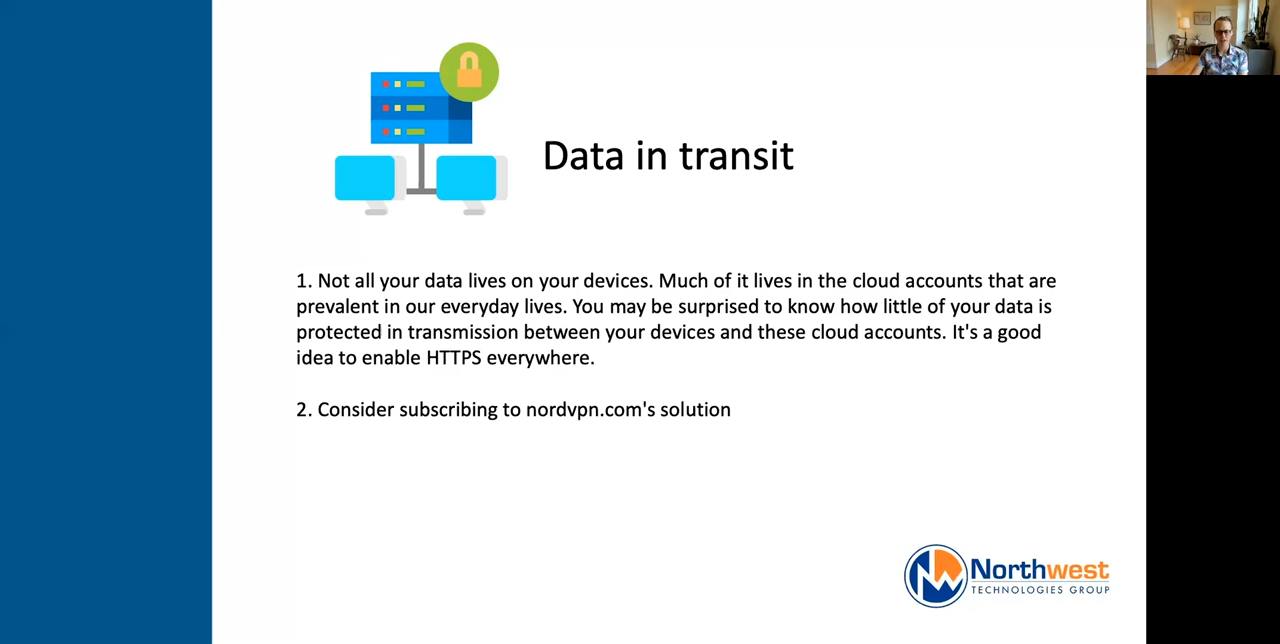 Data in transit
1. Not all your data lives on your devices. Much of it lives in the cloud accounts that are
prevalent in our everyday lives. You may be surprised to know how little of your data is
protected in transmission between your devices and these cloud accounts. It's a good
idea to enable HTTPS everywhere.
2. Consider subscribing to nordvpn.com's solution
NW
Northwest
TECHNOLOGIES GROUP